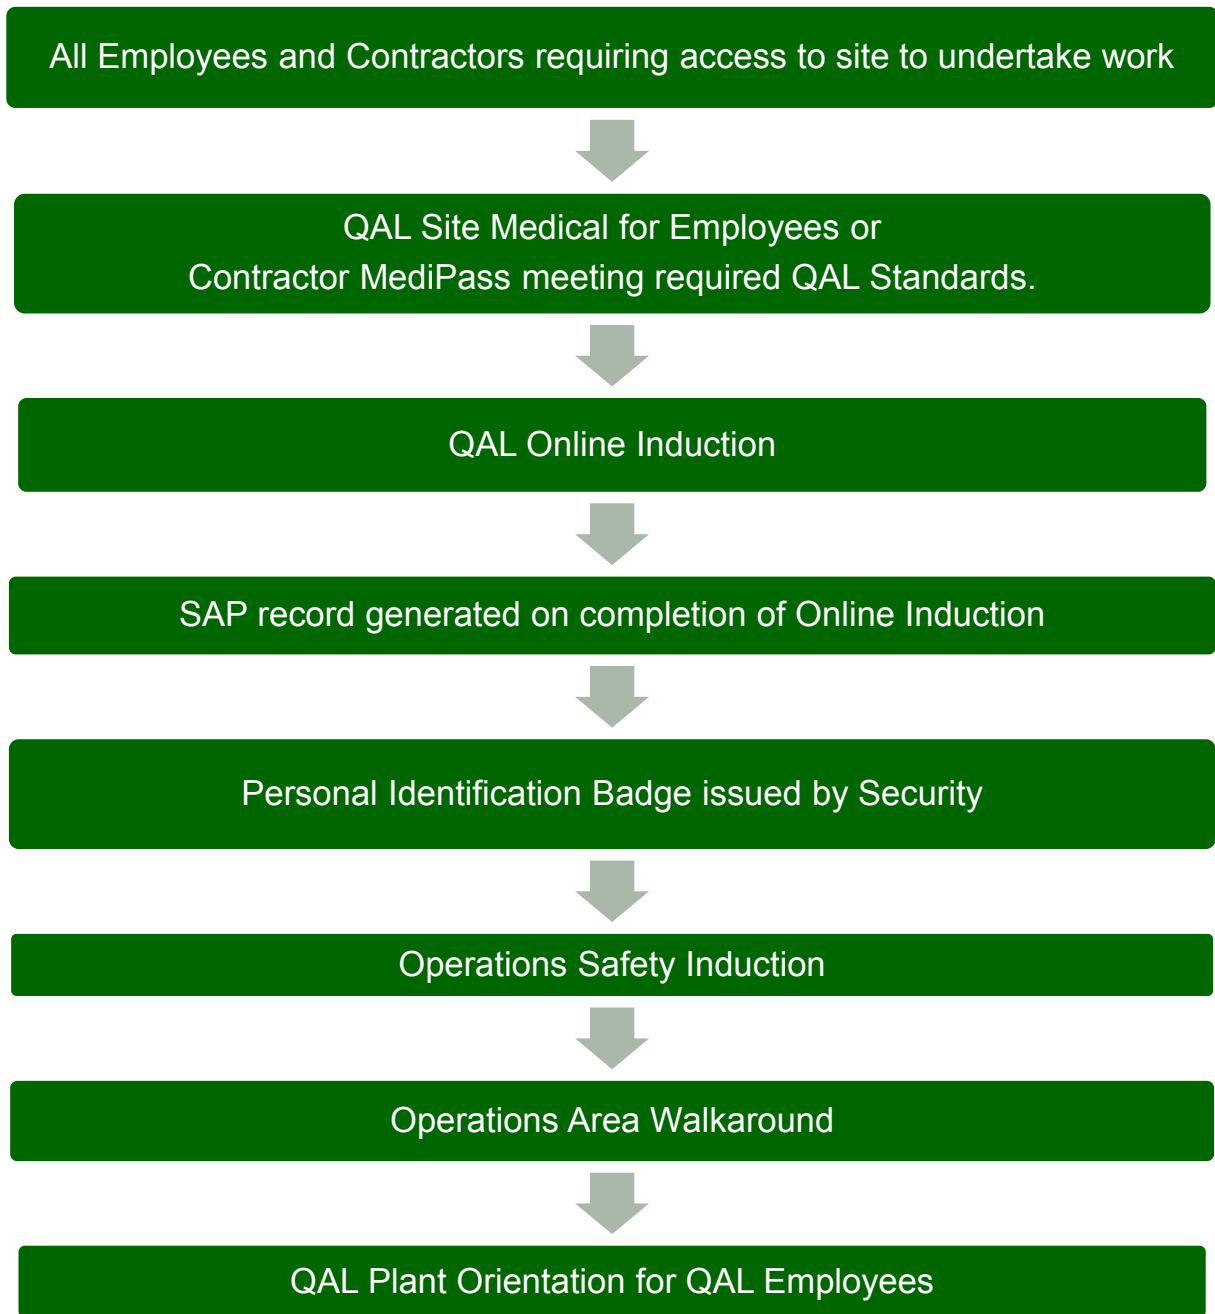 All Employees and Contractors requiring access to site to undertake work
QAL Site Medical for Employees or
Contractor MediPass meeting required QAL Standards.
QAL Online Induction
SAP record generated on completion of Online Induction
Personal Identification Badge issued by Security
Operations Safety Induction
Operations Area Walkaround
QAL Plant Orientation for QAL Employees